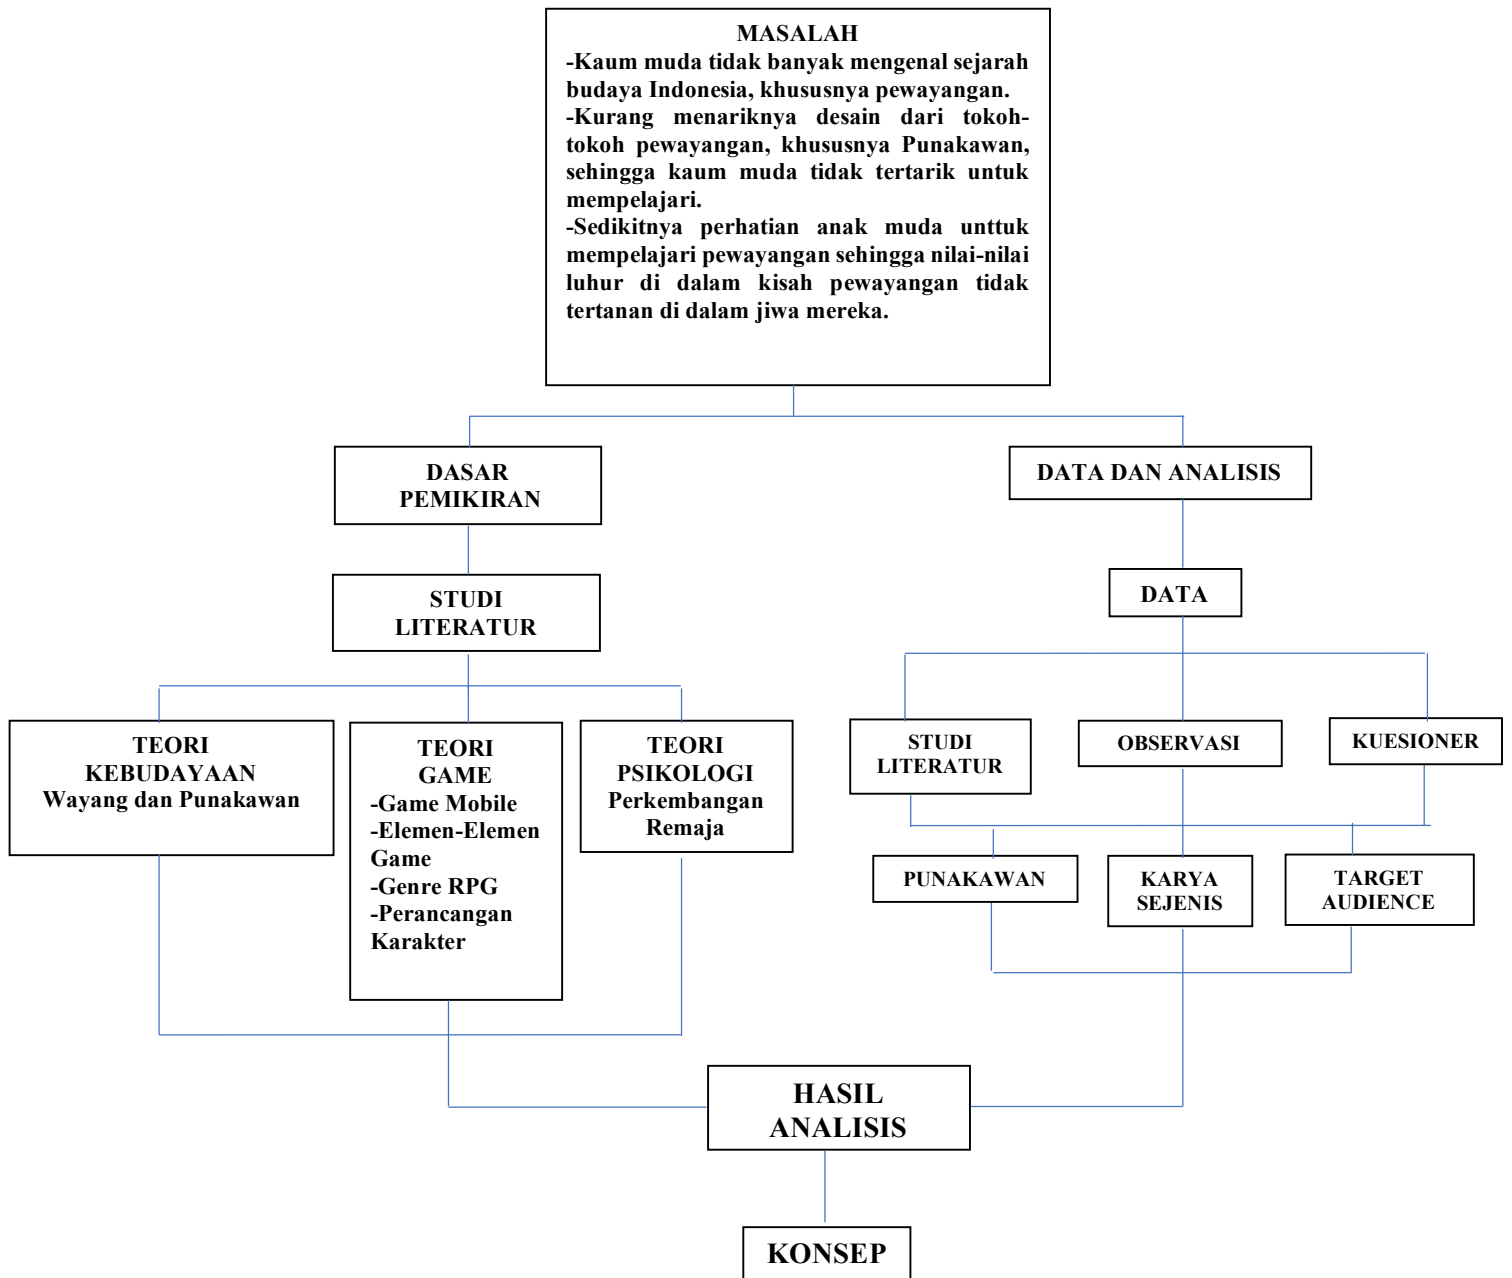 MASALAH
-Kaum muda tidak banyak mengenal sejarah
budaya Indonesia, khususnya pewayangan.
-Kurang menariknya desain dari tokoh-
tokoh pewayangan, khususnya Punakawan,
sehingga kaum muda tidak tertarik untuk
mempelajari.
-Sedikitnya perhatian anak muda unttuk
mempelajari pewayangan sehingga nilai-nilai
luhur di dalam kisah pewayangan tidak
tertanan di dalam jiwa mereka.
DASAR
PEMIKIRAN
DATA DAN ANALISIS
STUDI
LITERATUR
DATA
TEORI
KEBUDAYAAN
Wayang dan Punakawan
TEORI
GAME
-Game Mobile
-Elemen-Elemen
Game
-Genre RPG
-Perancangan
Karakter
TEORI
PSIKOLOGI
Perkembangan
Remaja
STUDI
LITERATUR
OBSERVASI
KUESIONER
PUNAKAWAN
KARYA
SEJENIS
TARGET
AUDIENCE
HASIL
ANALISIS
KONSEP